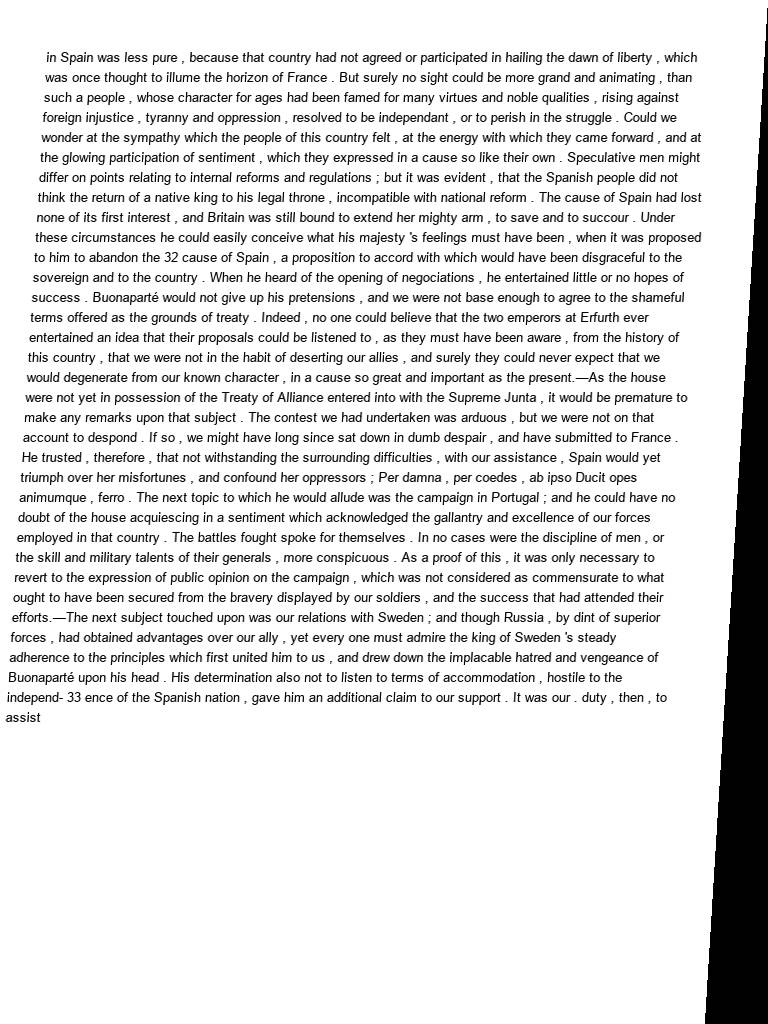 in Spain was less pure , because that country had not agreed or participated in hailing the dawn of liberty , which
was once thought to illume the horizon of France . But surely no sight could be more grand and animating , than
such a people , whose character for ages had been famed for many virtues and noble qualities , rising against
foreign injustice , tyranny and oppression , resolved to be independant , or to perish in the struggle . Could we
wonder at the sympathy which the people of this country felt , at the energy with which they came forward , and at
the glowing participation of sentiment , which they expressed in a cause so like their own . Speculative men might
differ on points relating to internal reforms and regulations ; but it was evident , that the Spanish people did not
think the return of a native king to his legal throne , incompatible with national reform . The cause of Spain had lost
none of its first interest , and Britain was still bound to extend her mighty arm , to save and to succour . Under
these circumstances he could easily conceive what his majesty 's feelings must have been , when it was proposed
to him to abandon the 32 cause of Spain , a proposition to accord with which would have been disgraceful to the
sovereign and to the country . When he heard of the opening of negociations , he entertained little or no hopes of
success . Buonaparté would not give up his pretensions , and we were not base enough to agree to the shameful
terms offered as the grounds of treaty . Indeed , no one could believe that the two emperors at Erfurth ever
entertained an idea that their proposals could be listened to , as they must have been aware , from the history of
this country , that we were not in the habit of deserting our allies , and surely they could never expect that we
would degenerate from our known character , in a cause so great and important as the present.—As the house
were not yet in possession of the Treaty of Alliance entered into with the Supreme Junta , it would be premature to
make any remarks upon that subject . The contest we had undertaken was arduous , but we were not on that
account to despond . If so , we might have long since sat down in dumb despair , and have submitted to France .
He trusted , therefore , that not withstanding the surrounding difficulties , with our assistance , Spain would yet
triumph over her misfortunes , and confound her oppressors ; Per damna , per coedes , ab ipso Ducit opes
animumque , ferro . The next topic to which he would allude was the campaign in Portugal ; and he could have no
doubt of the house acquiescing in a sentiment which acknowledged the gallantry and excellence of our forces
employed in that country . The battles fought spoke for themselves . In no cases were the discipline of men , or
the skill and military talents of their generals , more conspicuous . As a proof of this , it was only necessary to
revert to the expression of public opinion on the campaign , which was not considered as commensurate to what
ought to have been secured from the bravery displayed by our soldiers , and the success that had attended their
efforts.—The next subject touched upon was our relations with Sweden ; and though Russia , by dint of superior
forces , had obtained advantages over our ally , yet every one must admire the king of Sweden 's steady
adherence to the principles which first united him to us , and drew down the implacable hatred and vengeance of
Buonaparté upon his head . His determination also not to listen to terms of accommodation , hostile to the
independ- 33 ence of the Spanish nation , gave him an additional claim to our support . It was our . duty , then , to
assist